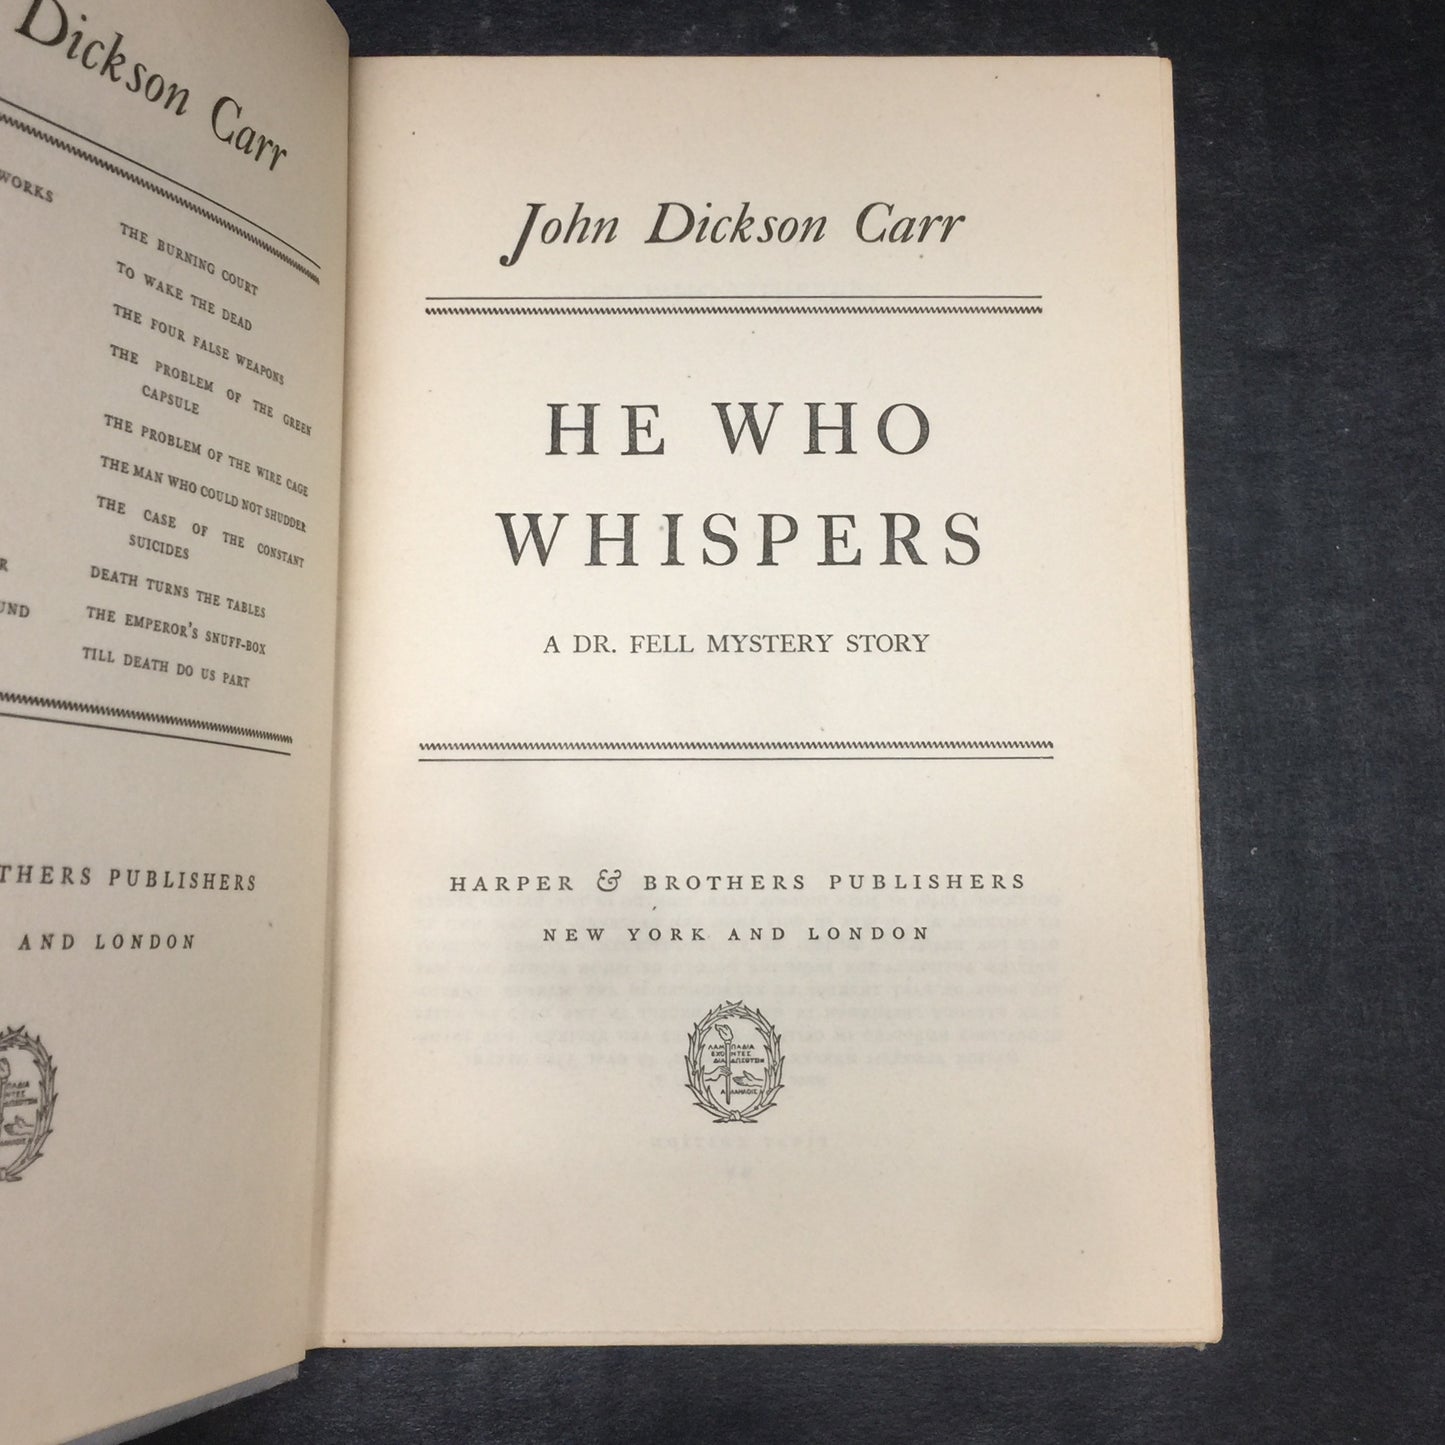 Dickson Carr
WORKS
THE BURNING COURT
TO WAKE THE DEAD
THE FOUR FALSE WEAPONS
THE PROBLEM OF THE GREEN
CAPSULE
THE PROBLEM OF THE WIRE CAGE
THE MAN WHO COULD NOT SHUDDER
THE CASE OF THE CONSTANT
SUICIDES
DEATH TURNS THE TABLES
THE EMPEROR'S SNUFF-BOX
TILL DEATH DO US PART
PUBLISHERS
AND LONDON
John Dickson Carr
HE WHO
WHISPERS
A DR. FELL MYSTERY STORY
HARPER & BROTHERS PUBLISHERS
NEW YORK AND LONDON
ΛΑΜΠΑΔΙΑ
ΕΧΟΝΤΕΣ